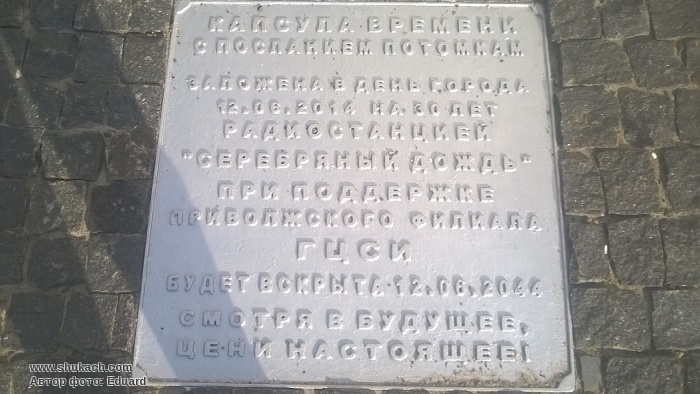 КАПСУЛА ВРЕМЕНИ
С ПОСЛАНИЕМ ПОТОМКАМ
ЗАЛОЖЕНА В ДЕНЬ ГОРОДА
12.06.2014 НА 30 ЛЕТ
РАДИОСТАНЦИЕЙ
"СЕРЕБРЯНЫЙ ДОЖДЬ"
ПРИ ПОДДЕРЖКЕ
ПРИВОЛЖСКОГО ФИЛИАЛА
ГЦСИ
БУДЕТ ВСКРЫТА 12.06.2044
СМОТРЯ В БУДУЩЕЕ,
ЦЕНИ НАСТОЯЩЕЕ!
www.shukach.com
Автор фото: Eduard